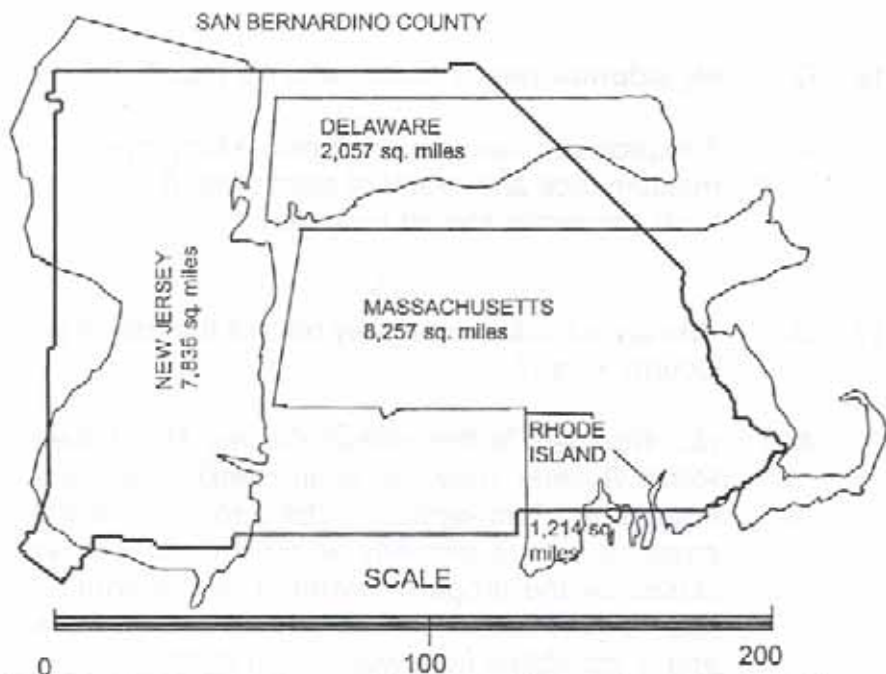 SAN BERNARDINO COUNTY
DELAWARE
2,057 sq. miles
NEW JERSEY
7,836 sq. miles
MASSACHUSETTS
8,257 sq. miles
RHODE
ISLAND
1,214 sq.
miles
SCALE
0
100
200